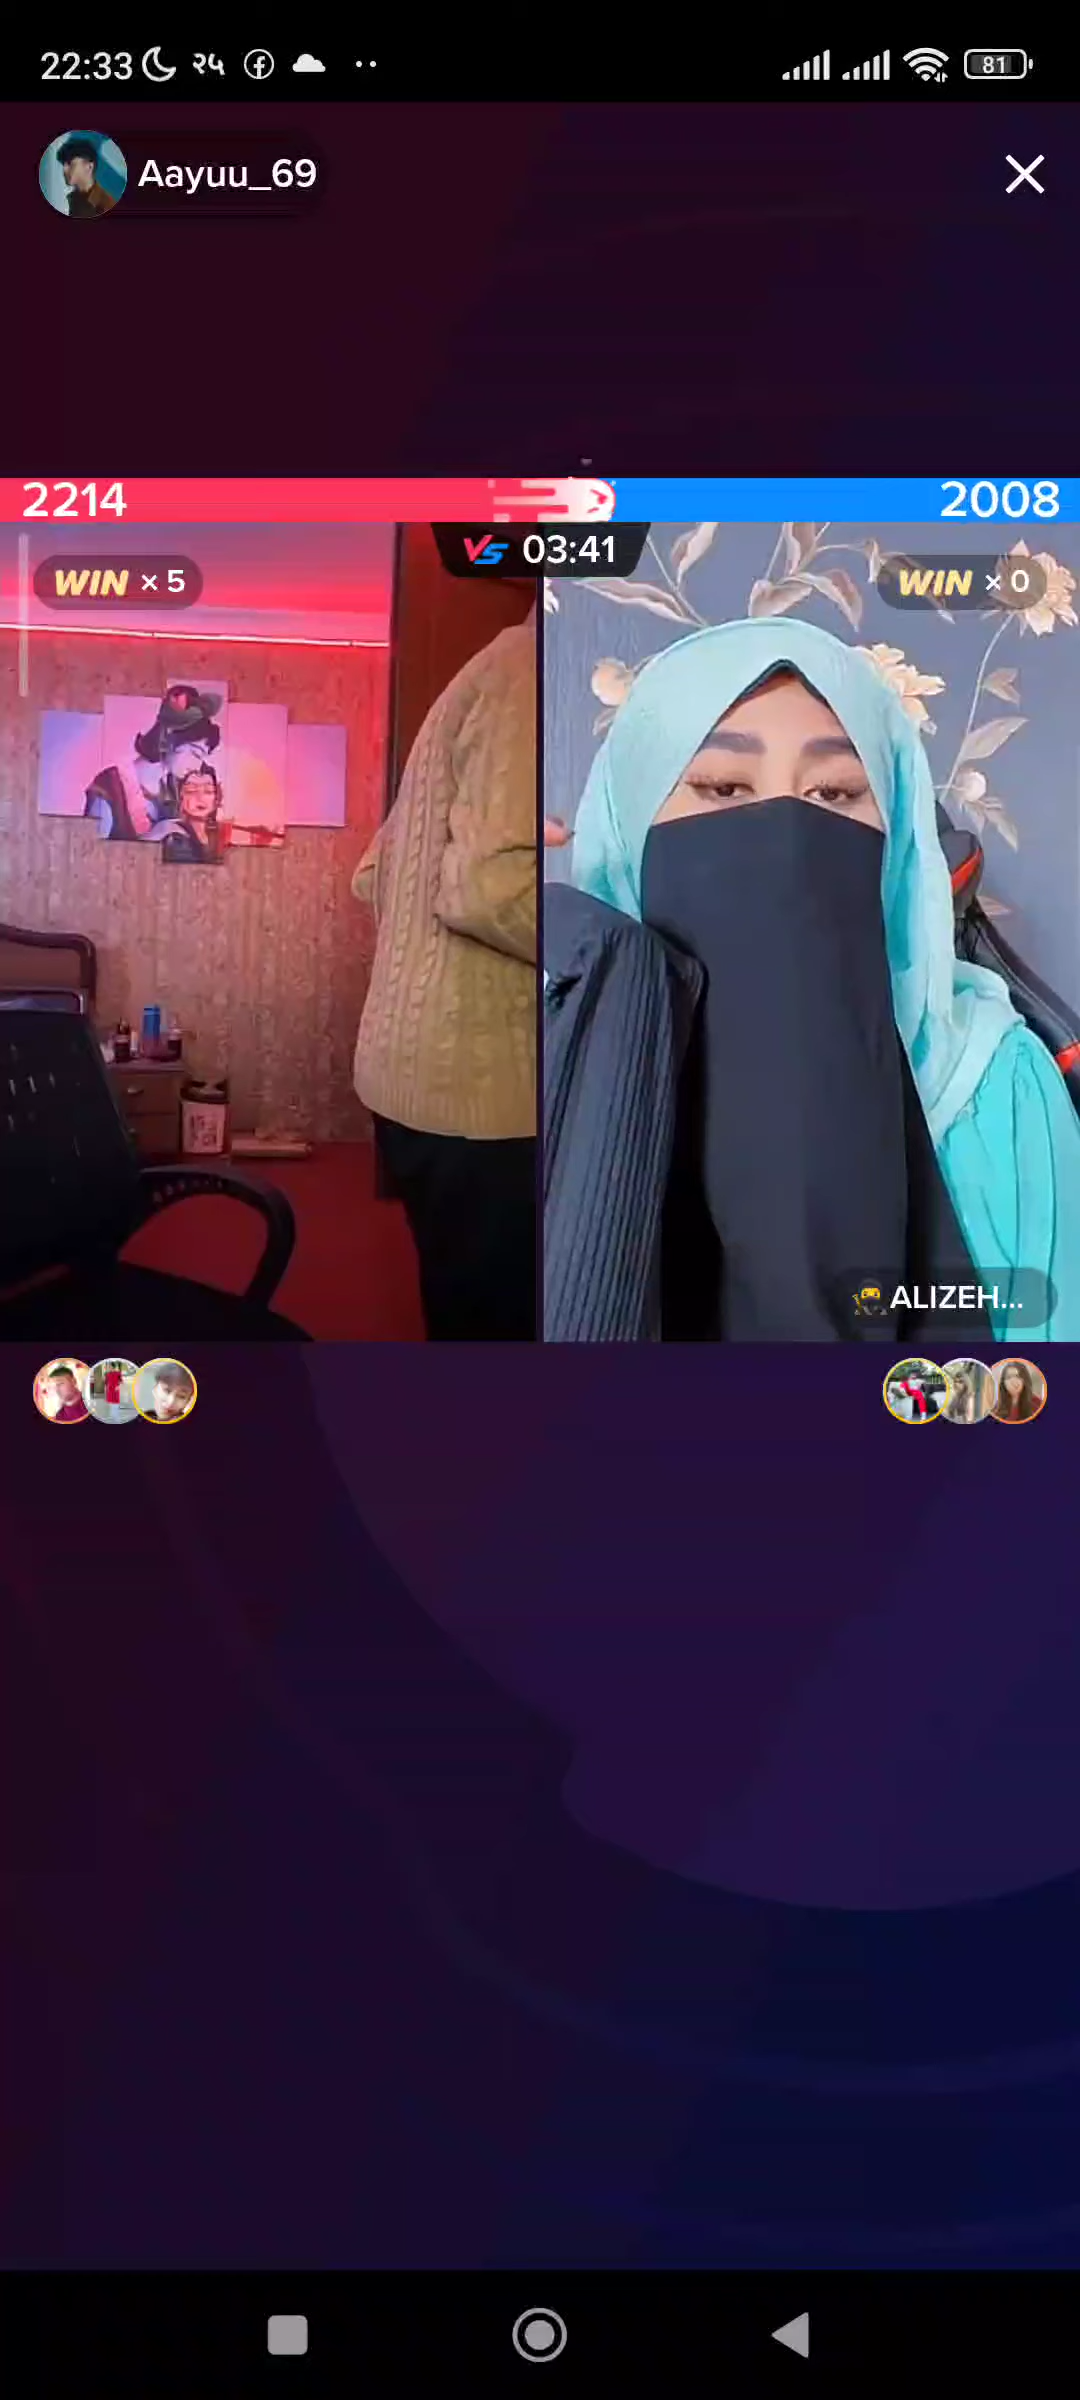 22:33 २५ 81
Aayuu_69
2214 2008
VS 03:41
WIN × 5 WIN × 0
ALIZEH...